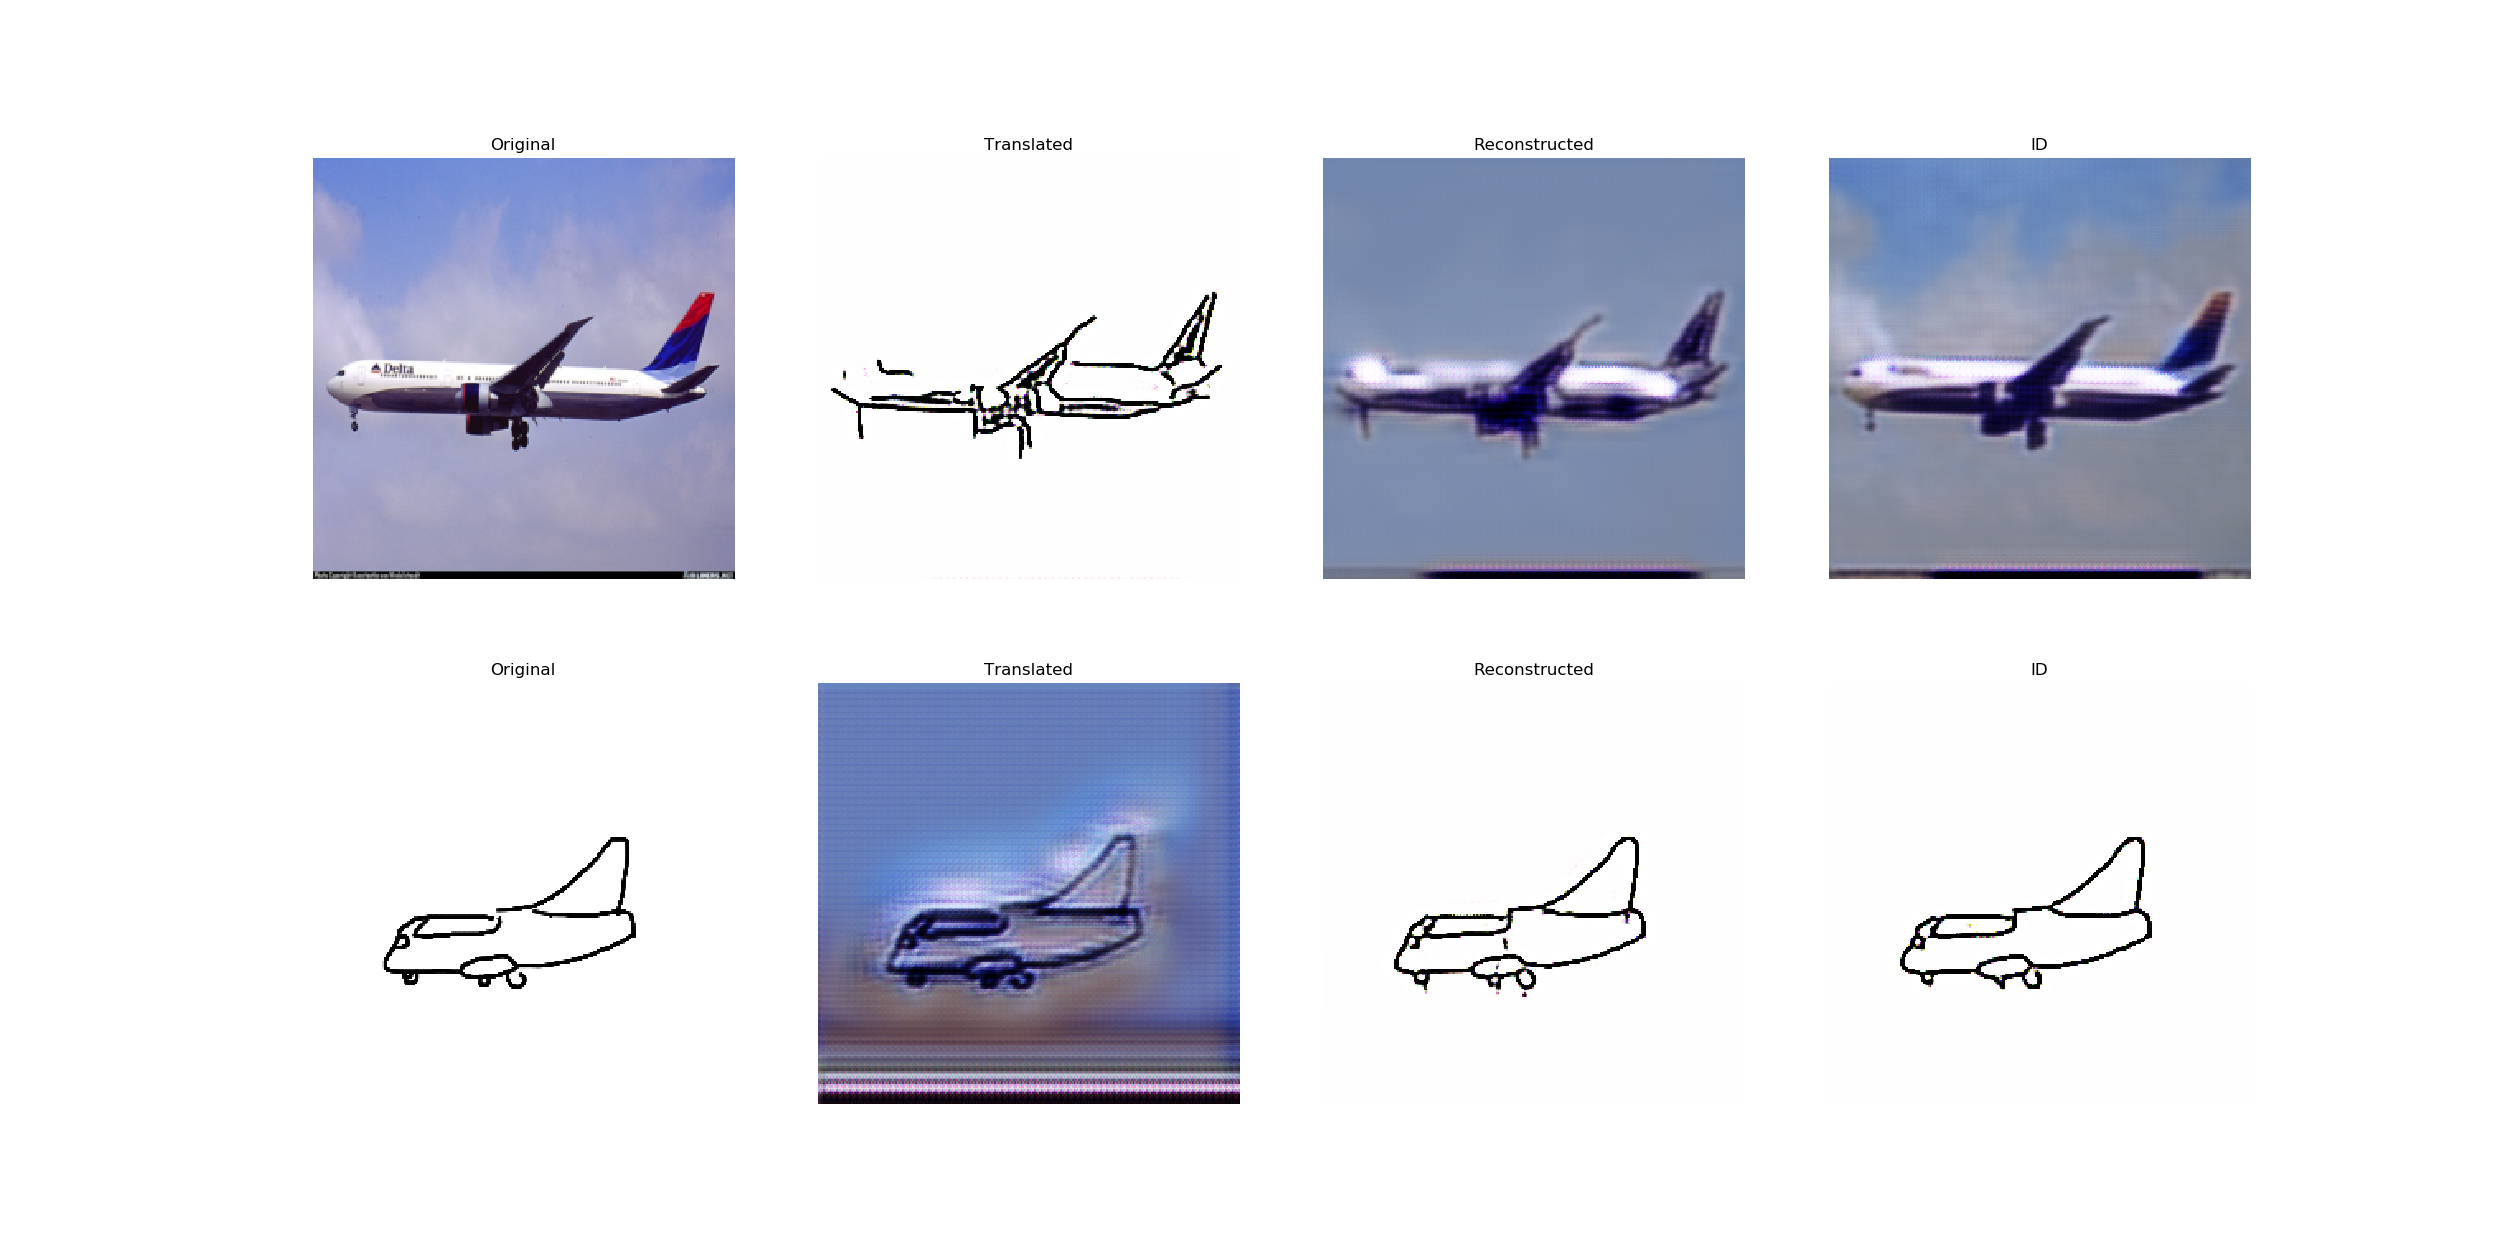 Original
Translated
Reconstructed
ID
Delta
Original
Translated
Reconstructed
ID